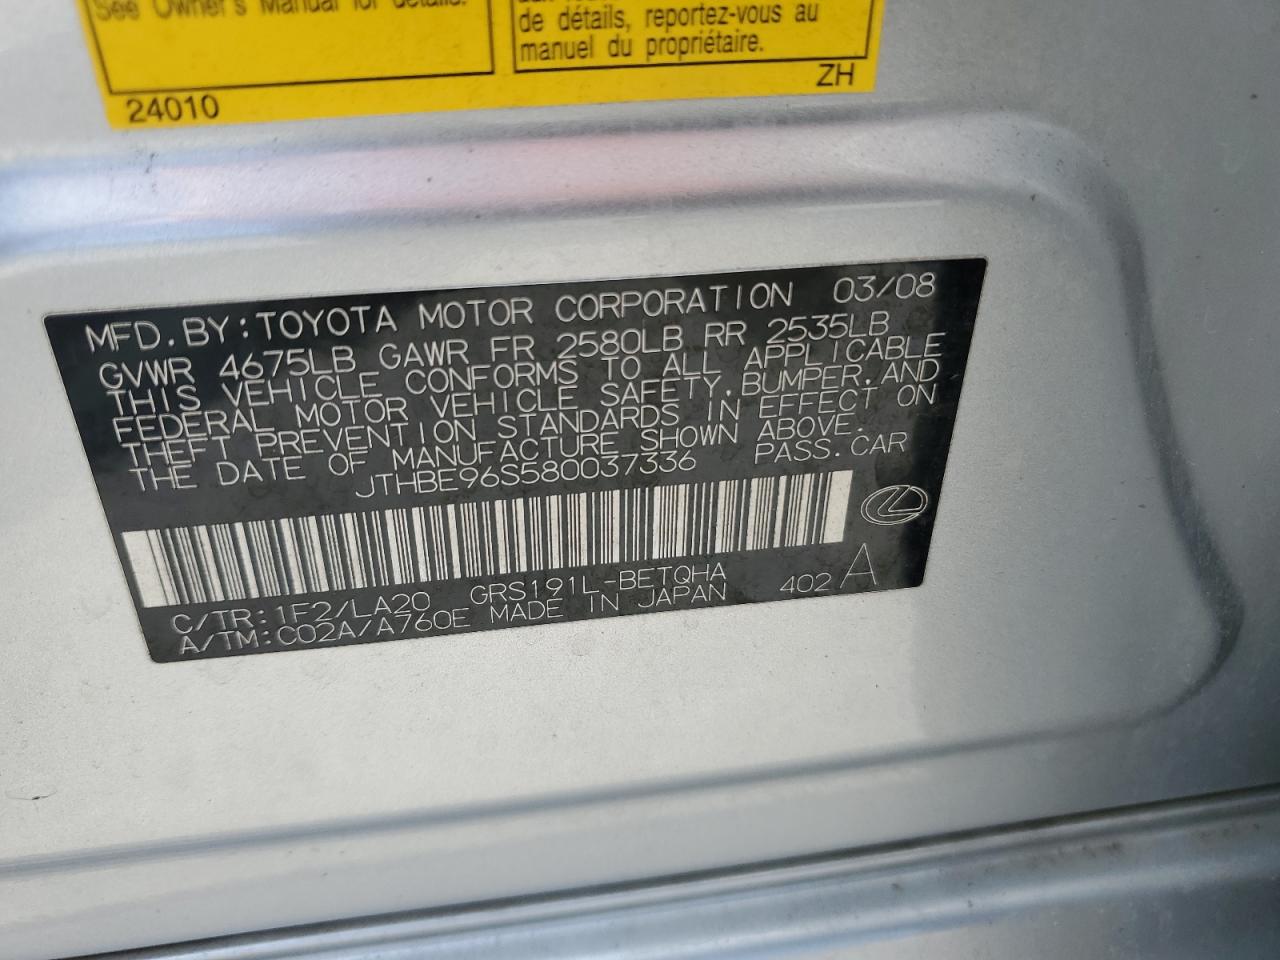 See Owner's Manual for details.
de détails, reportez-vous au
manuel du propriétaire.
24010
ZH
MFD. BY: TOYOTA MOTOR CORPORATION 03/08
GVWR 4675LB GAWR FR 2580LB RR 2535LB
THIS VEHICLE CONFORMS TO ALL APPLICABLE
FEDERAL MOTOR VEHICLE SAFETY, BUMPER, AND
THEFT PREVENTION STANDARDS IN EFFECT ON
THE DATE OF MANUFACTURE SHOWN ABOVE.
JTHBE96S580037336 PASS. CAR
C/TR: 1F2/LA20 GRS191L-BETQHA 402 A
A/TM: C02A/A760E MADE IN JAPAN